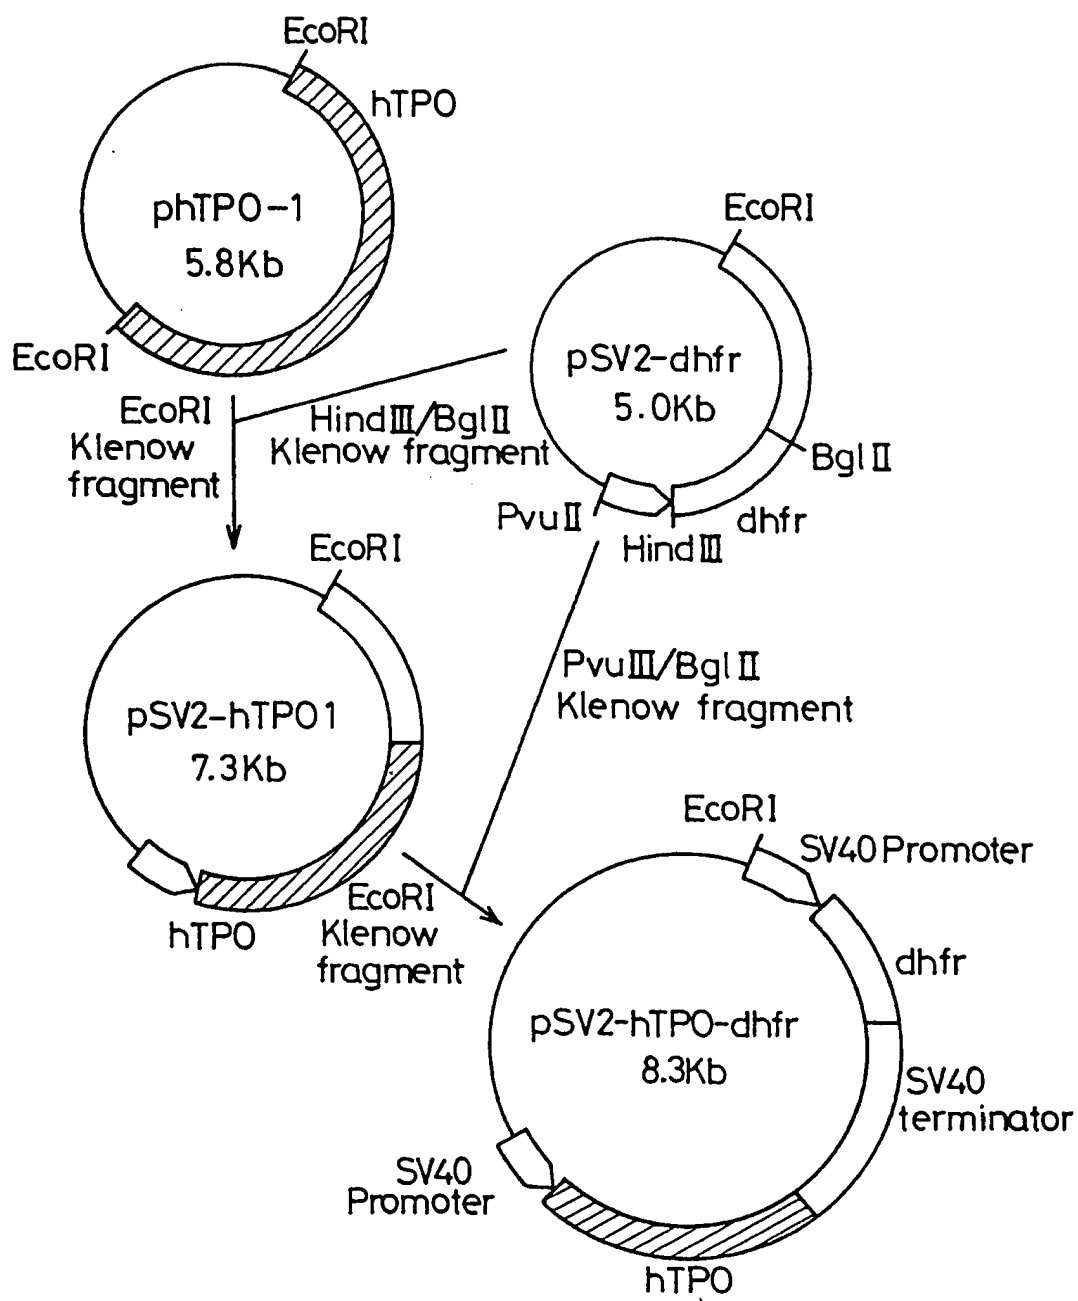 EcoRI
hTPO
phTPO-1
5.8Kb
EcoRI
EcoRI
pSV2-dhfr
5.0Kb
BglⅡ
dhfr
HindⅢ
PvuⅡ
EcoRI
Klenow
fragment
HindⅢ/BglⅡ
Klenow fragment
EcoRI
pSV2-hTPO1
7.3Kb
hTPO
PvuⅢ/BglⅡ
Klenow fragment
EcoRI
Klenow
fragment
EcoRI
SV40 Promoter
dhfr
pSV2-hTPO-dhfr
8.3Kb
SV40
terminator
SV40
Promoter
hTPO